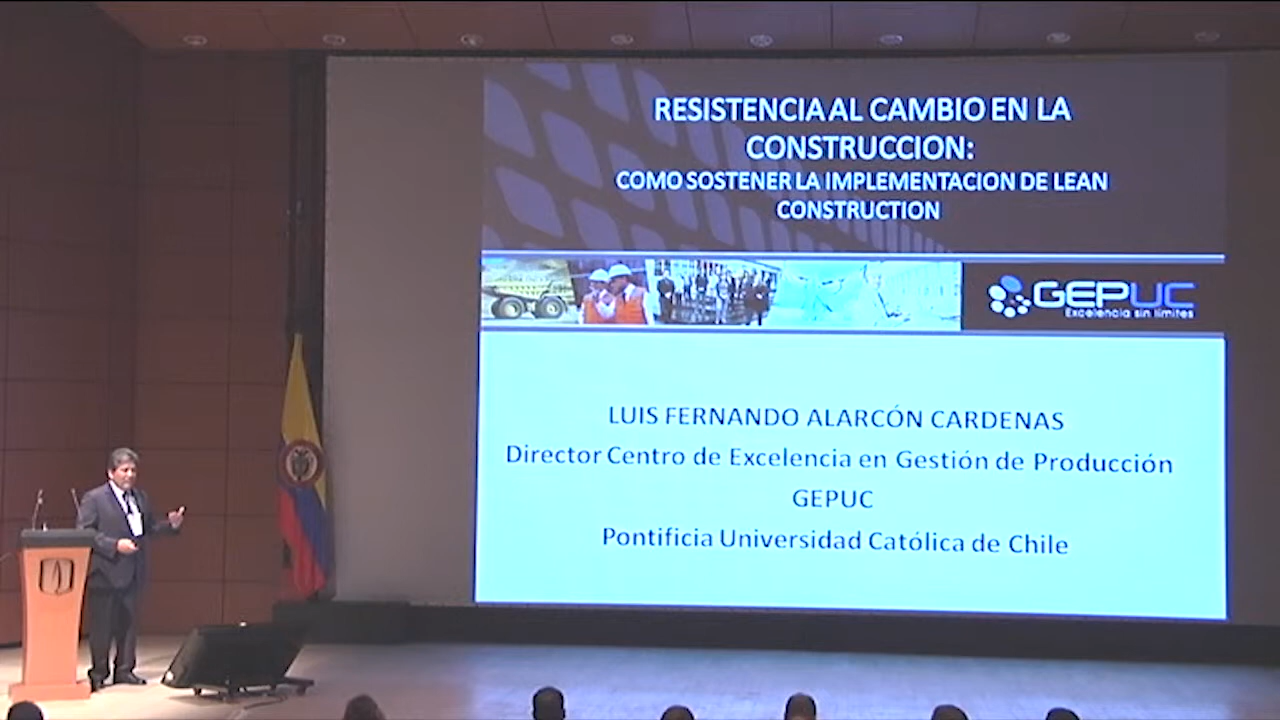 RESISTENCIA AL CAMBIO EN LA
CONSTRUCCION:
COMO SOSTENER LA IMPLEMENTACION DE LEAN
CONSTRUCTION
GEPUC
Excelencia sin límites
LUIS FERNANDO ALARCÓN CARDENAS
Director Centro de Excelencia en Gestión de Producción
GEPUC
Pontificia Universidad Católica de Chile